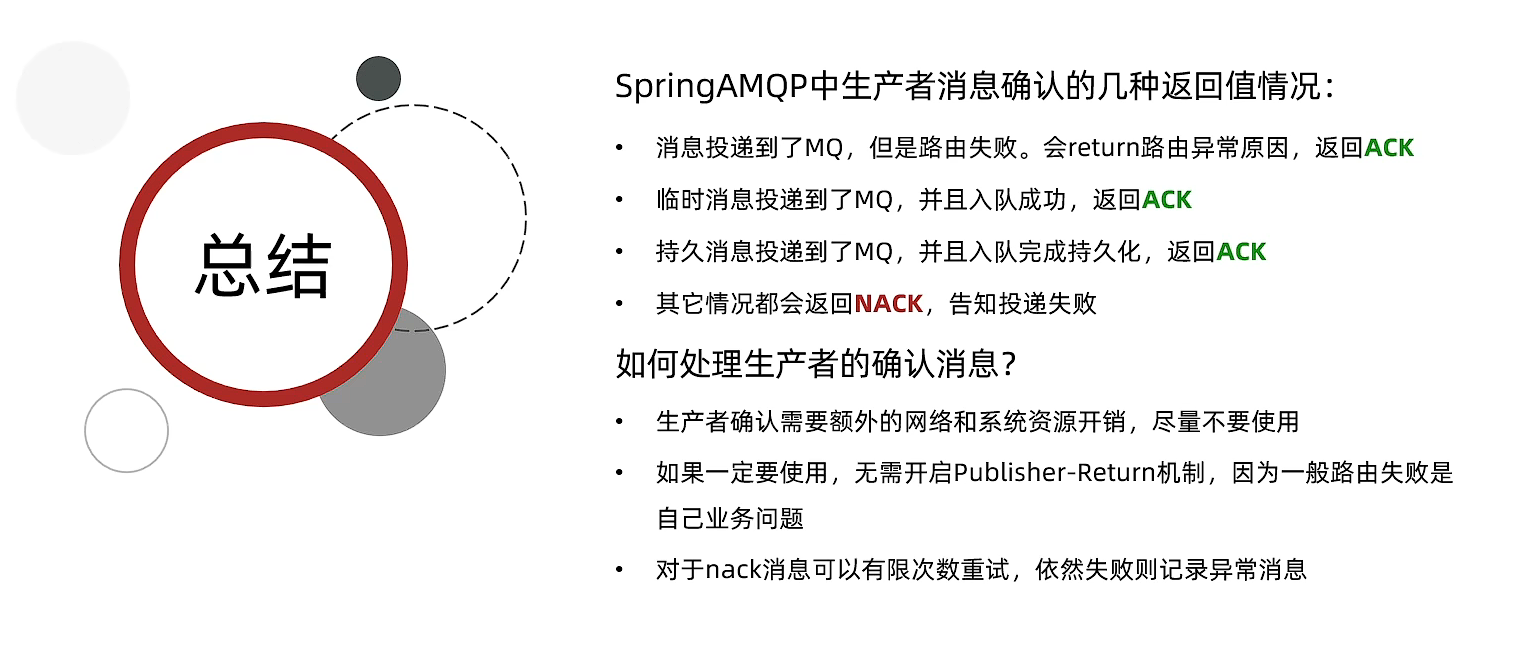 总结
SpringAMQP中生产者消息确认的几种返回值情况：
• 消息投递到了MQ，但是路由失败。会return路由异常原因，返回ACK
• 临时消息投递到了MQ，并且入队成功，返回ACK
• 持久消息投递到了MQ，并且入队完成持久化，返回ACK
• 其它情况都会返回NACK，告知投递失败
如何处理生产者的确认消息？
• 生产者确认需要额外的网络和系统资源开销，尽量不要使用
• 如果一定要使用，无需开启Publisher-Return机制，因为一般路由失败是
自己业务问题
• 对于nack消息可以有限次数重试，依然失败则记录异常消息